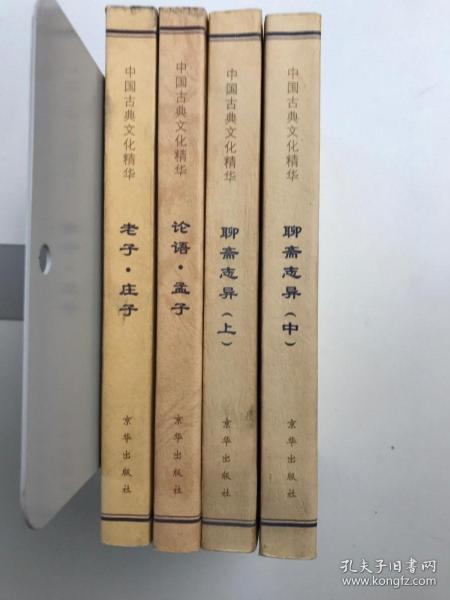 中国古典文化精华
老子·庄子
京华出版社
中国古典文化精华
论语·孟子
京华出版社
中国古典文化精华
聊斋志异（上）
京华出版社
中国古典文化精华
聊斋志异（中）
京华出版社
孔夫子旧书网
www.kongfz.com